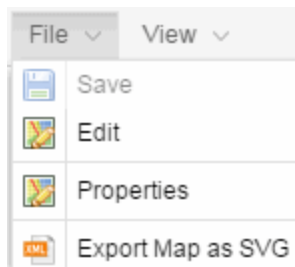 File View
Save
Edit
Properties
XML Export Map as SVG